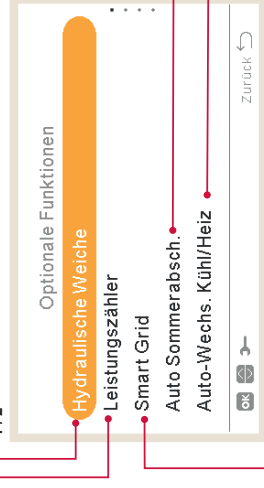 Optionale Funktionen
Hydraulische Weiche
Leistungszähler
Smart Grid
Auto Sommerabsch.
Auto-Wechs. Kühl/Heiz
OK
Zurück